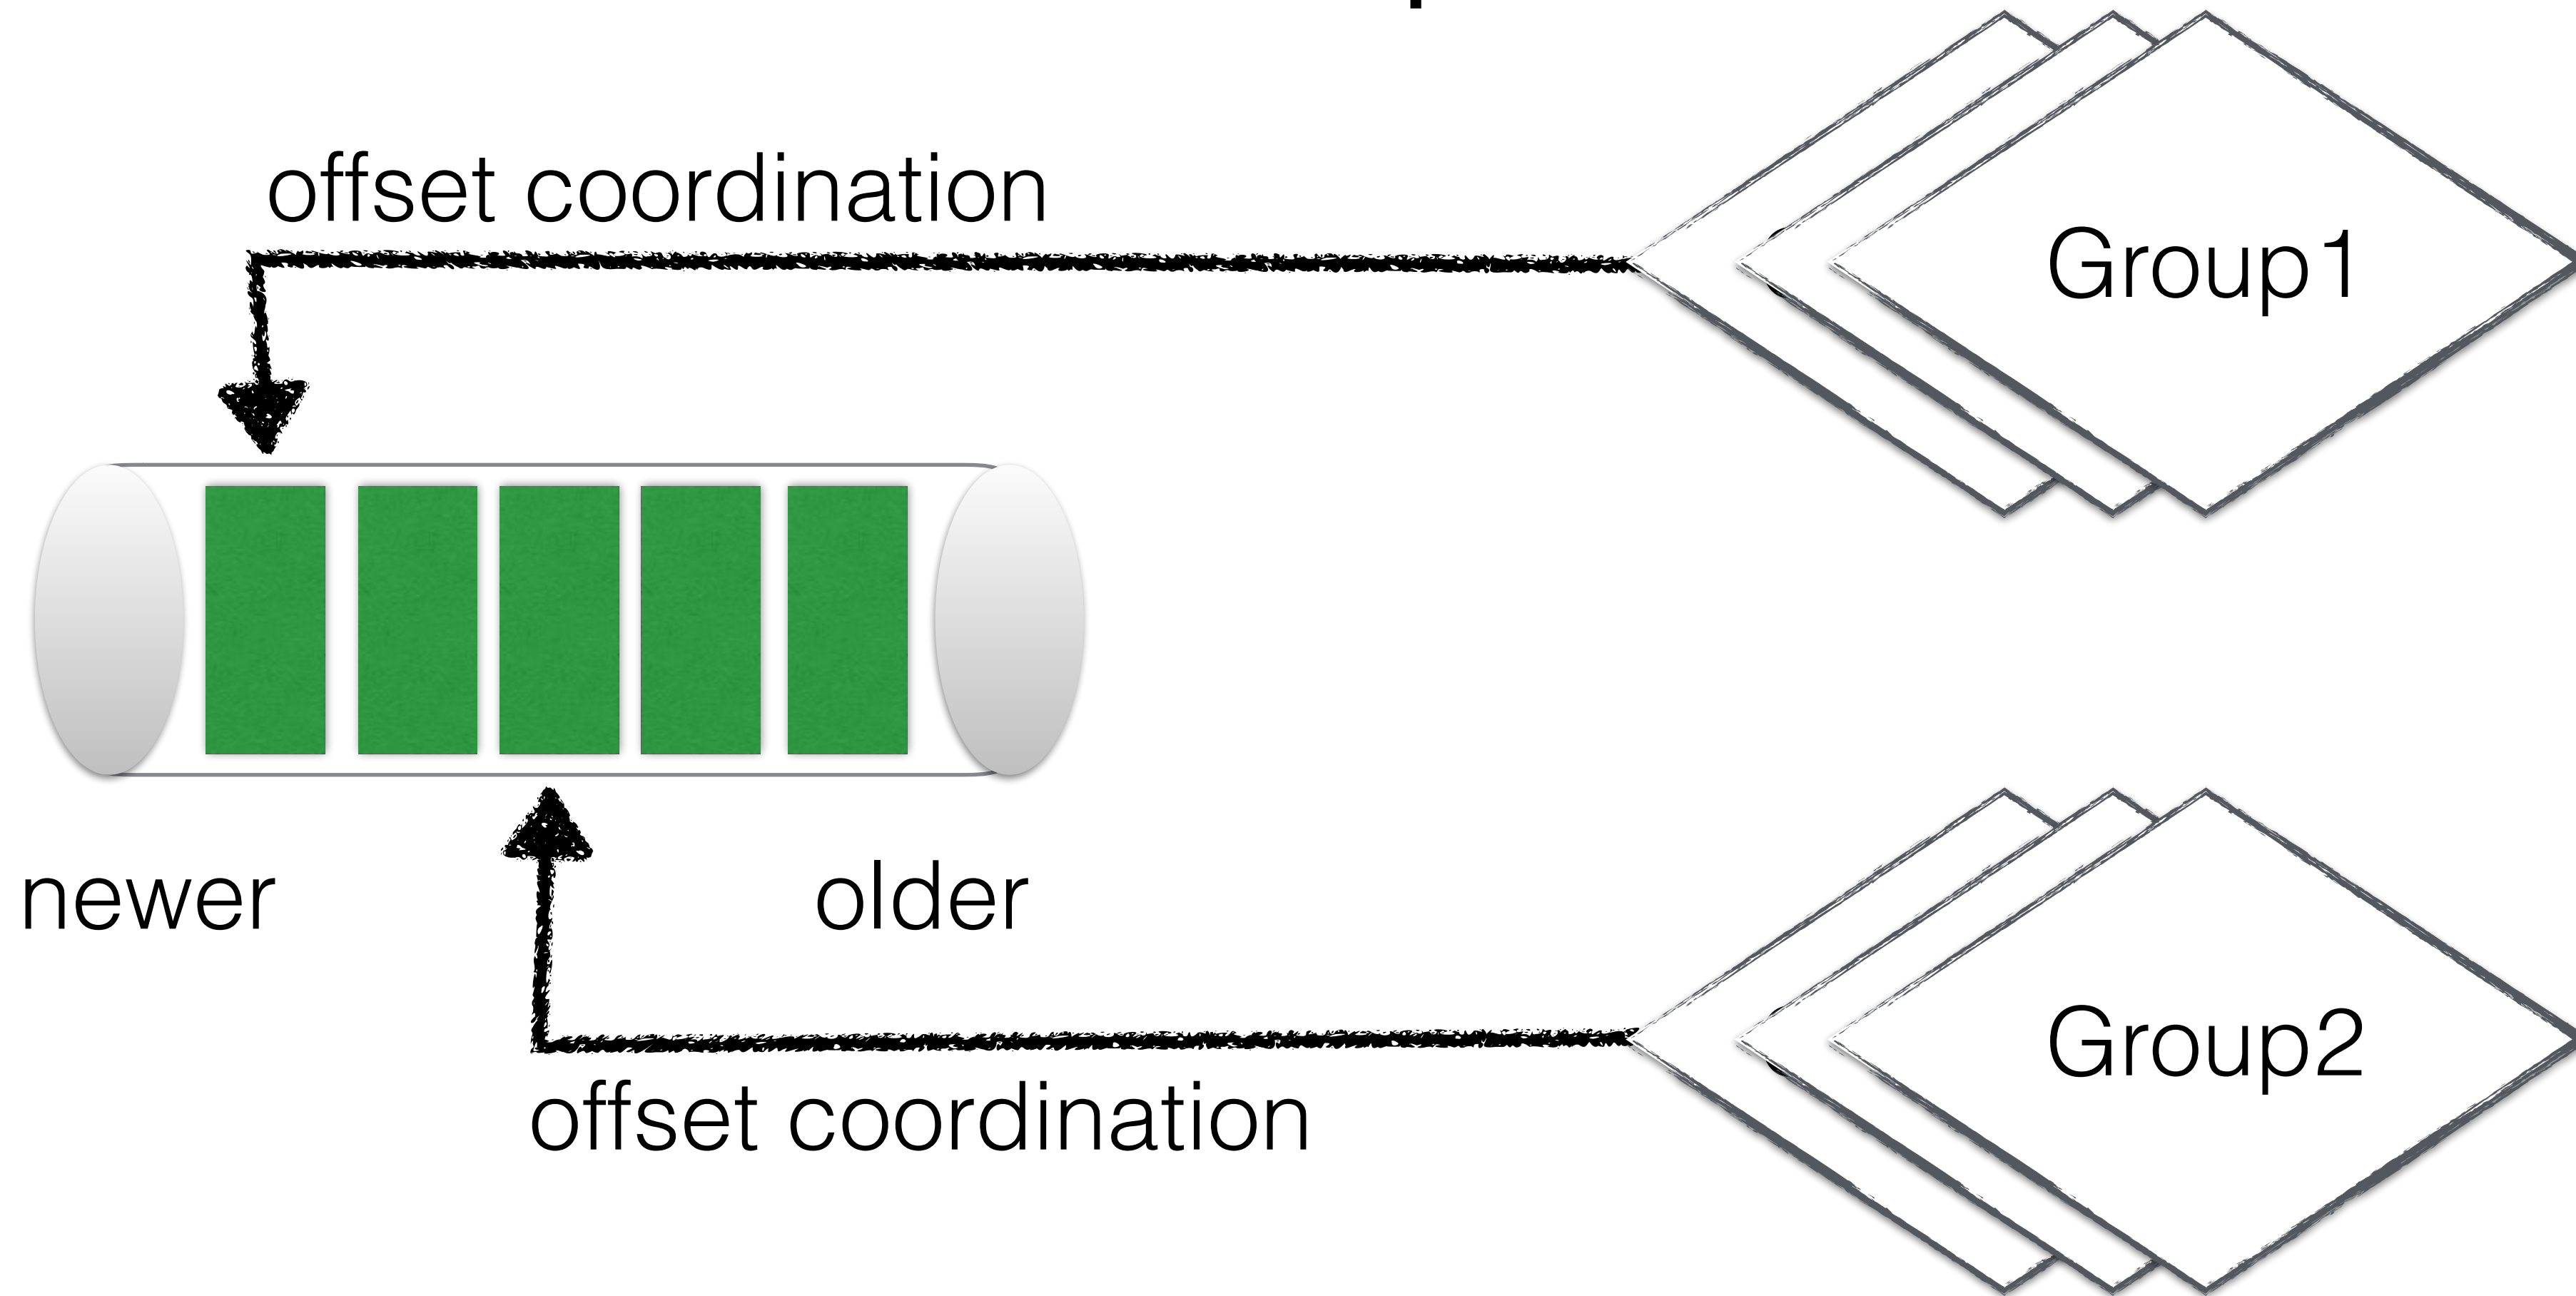 offset coordination
Group1
newer
older
Group2
offset coordination